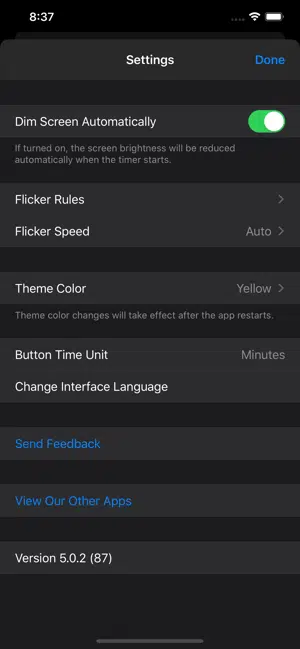 8:37
Settings
Done
Dim Screen Automatically
If turned on, the screen brightness will be reduced
automatically when the timer starts.
Flicker Rules
Flicker Speed Auto
Theme Color Yellow
Theme color changes will take effect after the app restarts.
Button Time Unit Minutes
Change Interface Language
Send Feedback
View Our Other Apps
Version 5.0.2 (87)